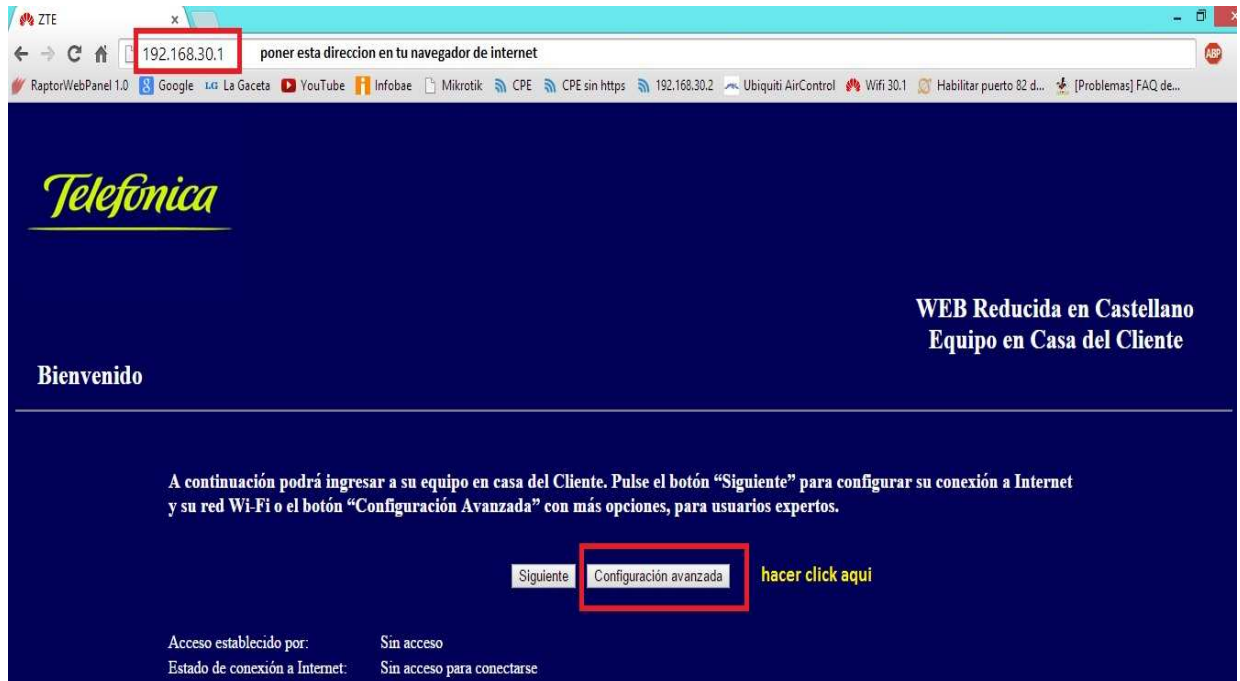 ZTE
192.168.30.1 poner esta direccion en tu navegador de internet
ABP
RaptorWebPanel 1.0 Google LG La Gaceta YouTube Infobae Mikrotik CPE CPE sin https 192.168.30.2 Ubiquiti AirControl Wifi 30.1 Habilitar puerto 82 d... [Problemas] FAQ de...
Telefónica
WEB Reducida en Castellano
Equipo en Casa del Cliente
Bienvenido
A continuación podrá ingresar a su equipo en casa del Cliente. Pulse el botón “Siguiente” para configurar su conexión a Internet
y su red Wi-Fi o el botón “Configuración Avanzada” con más opciones, para usuarios expertos.
Siguiente Configuración avanzada hacer click aqui
Acceso establecido por: Sin acceso
Estado de conexión a Internet: Sin acceso para conectarse